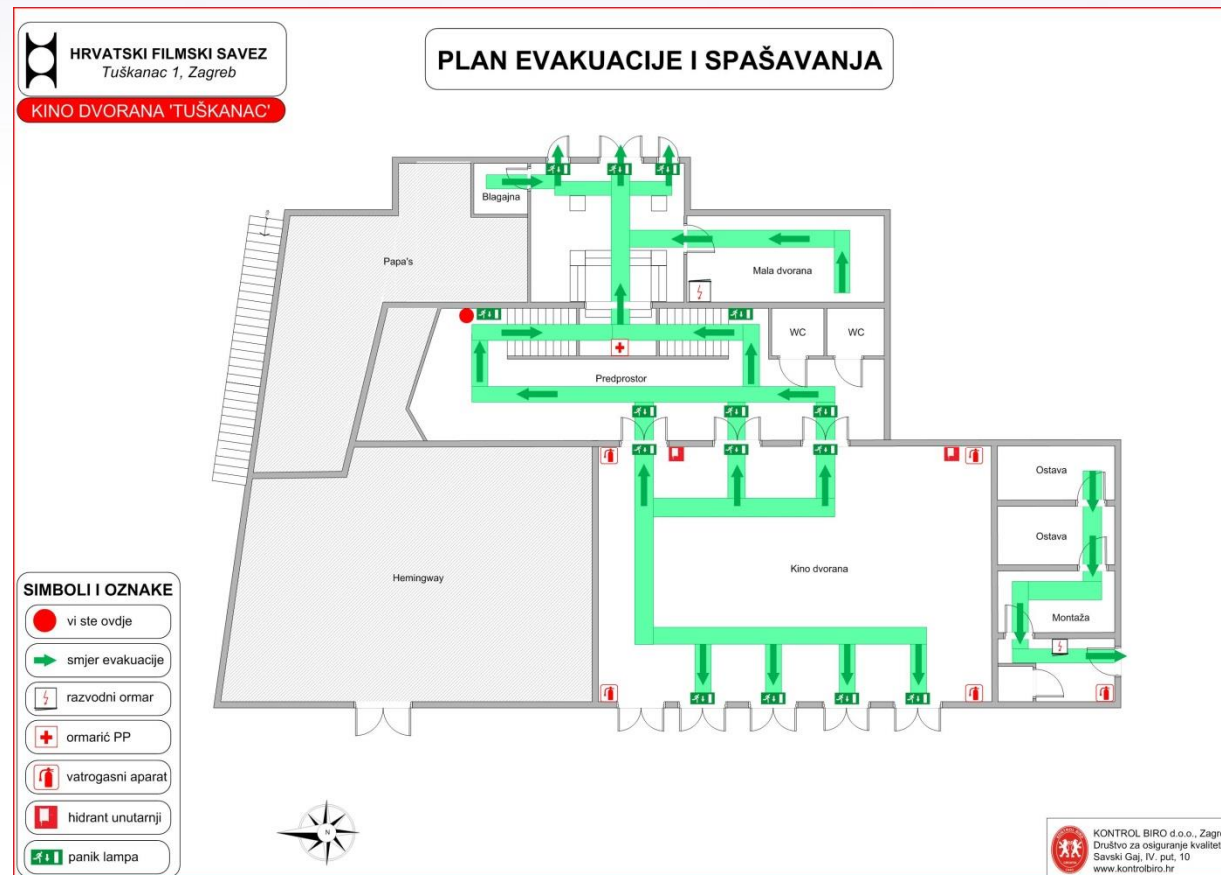 HRVATSKI FILMSKI SAVEZ
Tuškanac 1, Zagreb
KINO DVORANA 'TUŠKANAC'
PLAN EVAKUACIJE I SPAŠAVANJA
Blagajna
Papa's
Mala dvorana
WC
WC
Predprostor
Ostava
Ostava
Kino dvorana
Hemingway
Montaža
SIMBOLI I OZNAKE
vi ste ovdje
smjer evakuacije
razvodni ormar
ormarić PP
vatrogasni aparat
hidrant unutarnji
panik lampa
N
KONTROL BIRO d.o.o., Zagre
Društvo za osiguranje kvalitet
Savski Gaj, IV. put, 10
www.kontrolbiro.hr